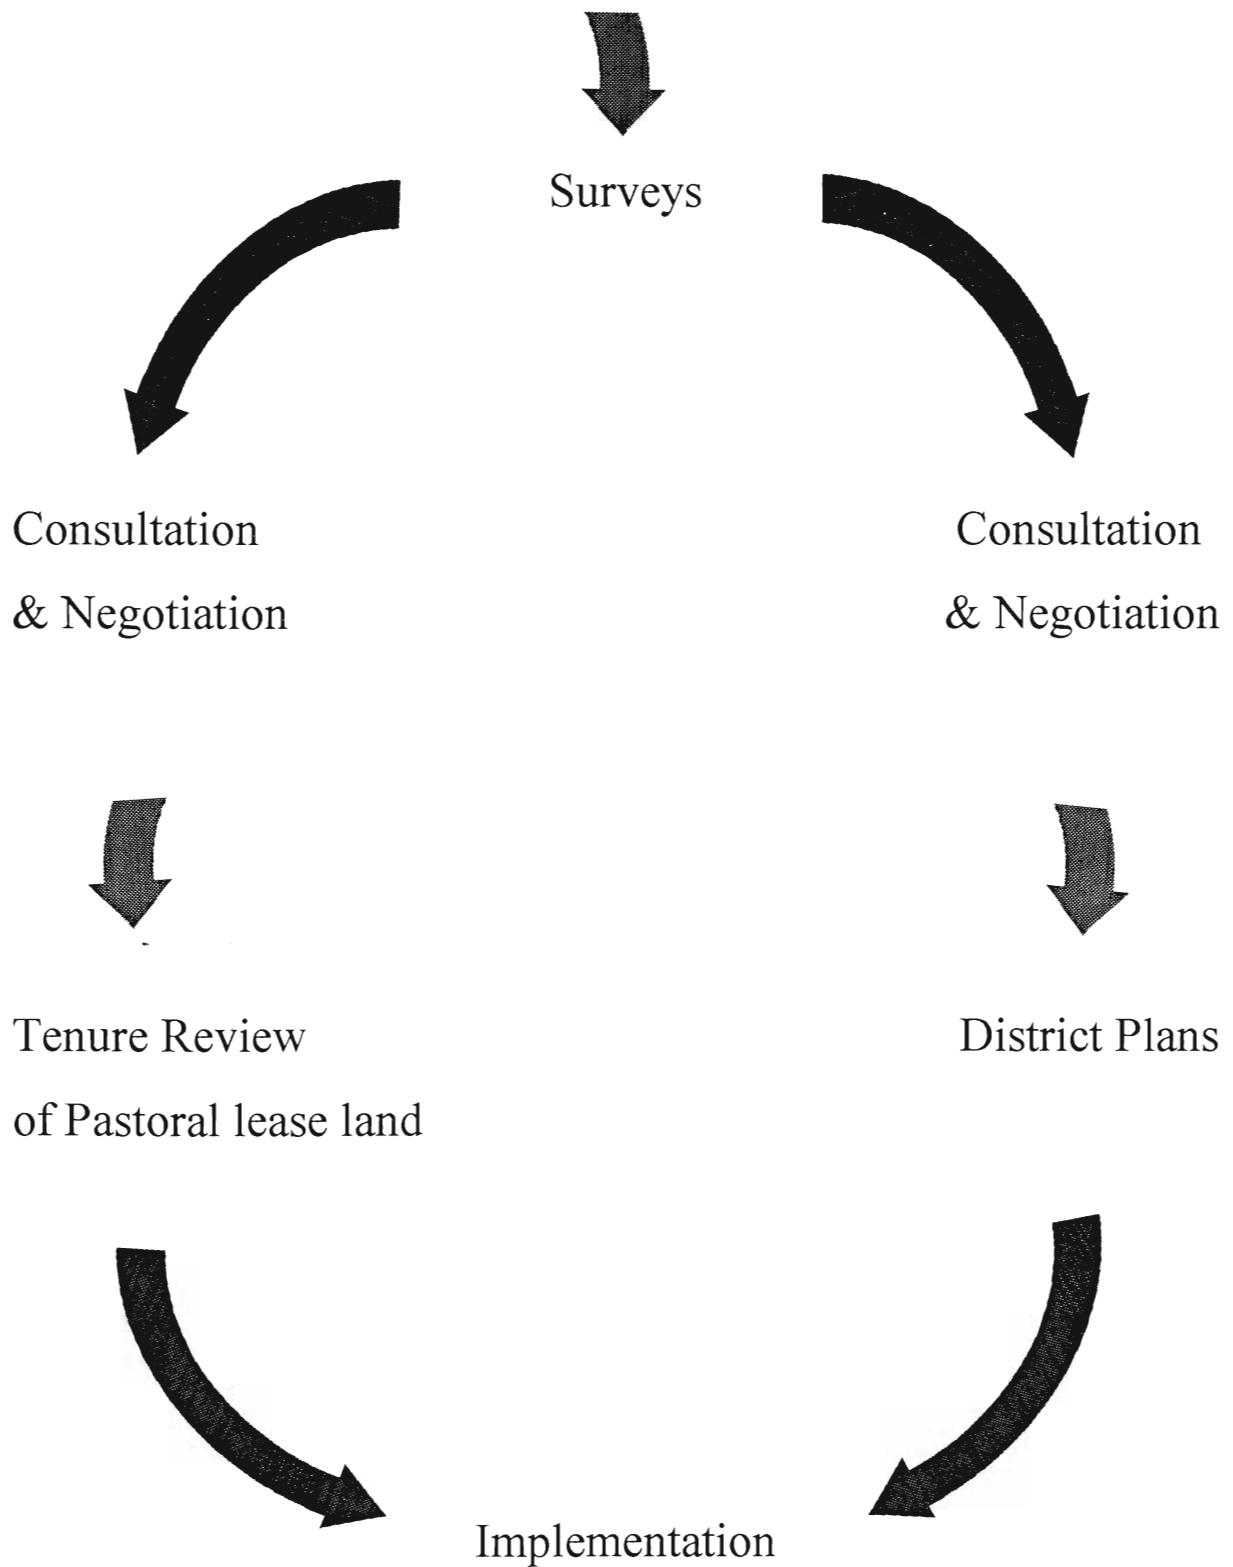 Surveys
Consultation
& Negotiation
Consultation
& Negotiation
Tenure Review
of Pastoral lease land
District Plans
Implementation